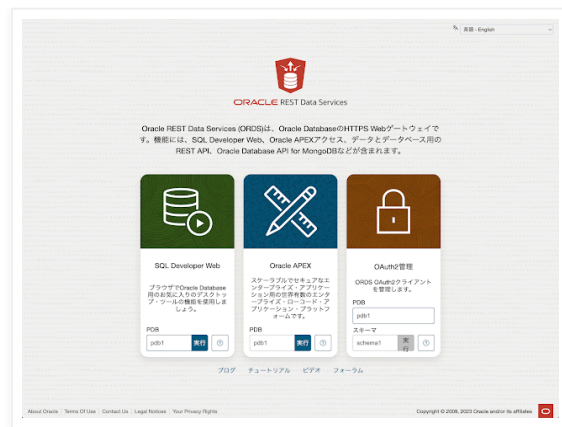 英語 - English
ORACLE REST Data Services
Oracle REST Data Services (ORDS)は、Oracle DatabaseのHTTPS Webゲートウェイで
す。機能には、SQL Developer Web、Oracle APEXアクセス、データとデータベース用の
REST API、Oracle Database API for MongoDBなどが含まれます。
SQL Developer Web
ブラウザでOracle Database
用のお気に入りのデスクトッ
プ・ツールの機能を使用しま
しょう。
PDB
pdb1
実行
Oracle APEX
スケーラブルでセキュアなエ
ンタープライズ・アプリケー
ション用の世界有数のエンタ
ープライズ・ローコード・ア
プリケーション・プラットフ
ォームです。
PDB
pdb1
実行
OAuth2管理
ORDS OAuth2クライアント
を管理します。
PDB
pdb1
スキーマ
schema1
実
行
ブログ チュートリアル ビデオ フォーラム
About Oracle Terms Of Use Contact Us Legal Notices Your Privacy Rights
Copyright © 2008, 2023 Oracle and/or its affiliates